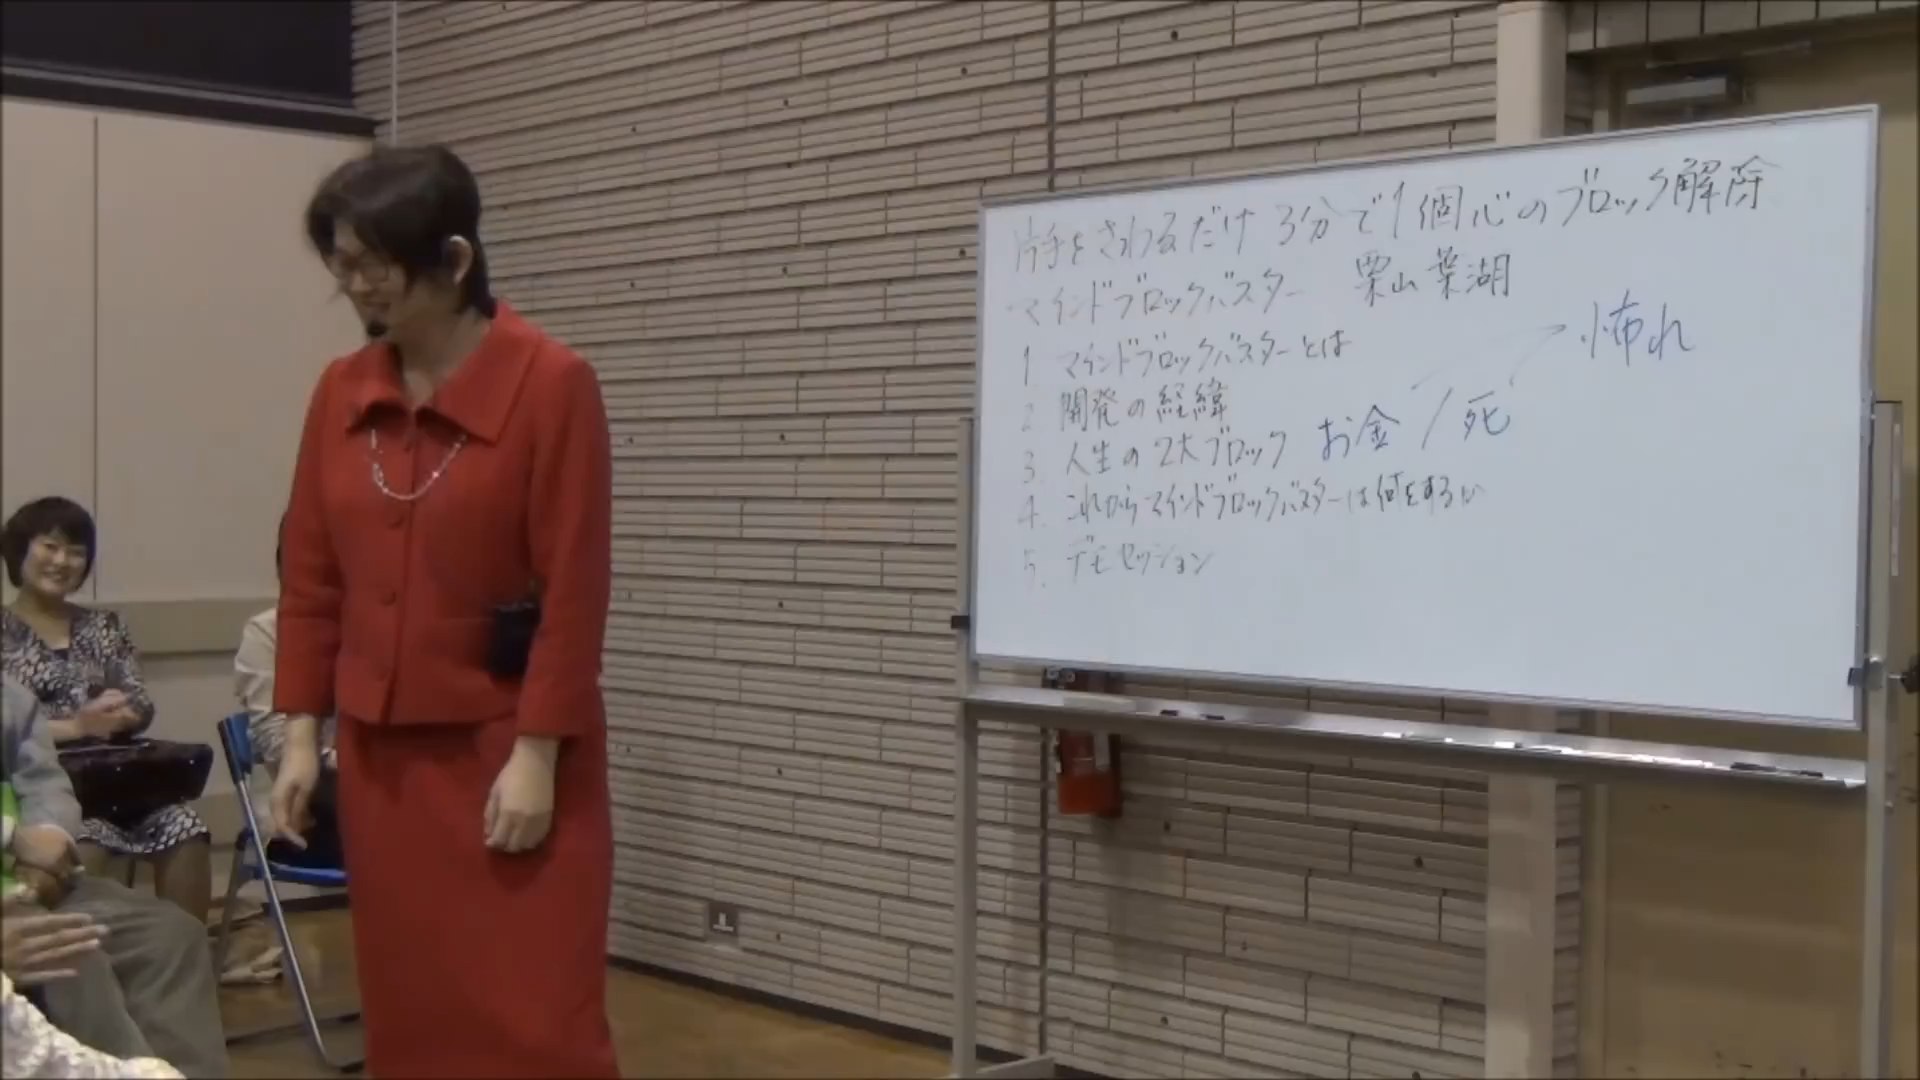 片手をさわるだけ 3分で1個心のブロック解除
マインドブロックバスター 栗山葉湖
1. マインドブロックバスターとは
2 開発の経緯
3. 人生の2大ブロック お金/死
怖れ
4. これからマインドブロックバスターは何をするか
5. デモセッション